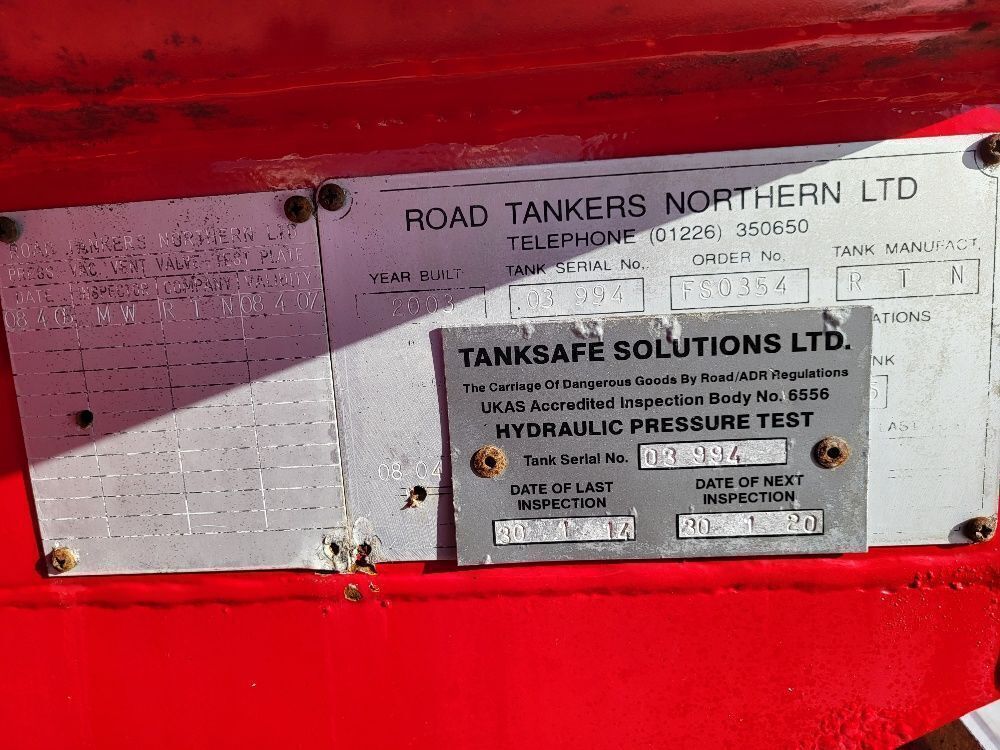 ROAD TANKERS NORTHERN LTD
PRESS - VAC VENT VALVE - TEST PLATE
DATE INSPECTOR COMPANY VALIDITY
M W R T N 08 4 07
ROAD TANKERS NORTHERN LTD
TELEPHONE (01226) 350650
YEAR BUILT TANK SERIAL No. ORDER No. TANK MANUFACT.
2003 03 994 FS0354 R T N
TANKSAFE SOLUTIONS LTD.
The Carriage Of Dangerous Goods By Road/ADR Regulations
UKAS Accredited Inspection Body No. 6556
HYDRAULIC PRESSURE TEST
Tank Serial No. 03 994
DATE OF LAST INSPECTION
30 1 14
DATE OF NEXT INSPECTION
30 1 20
08 04